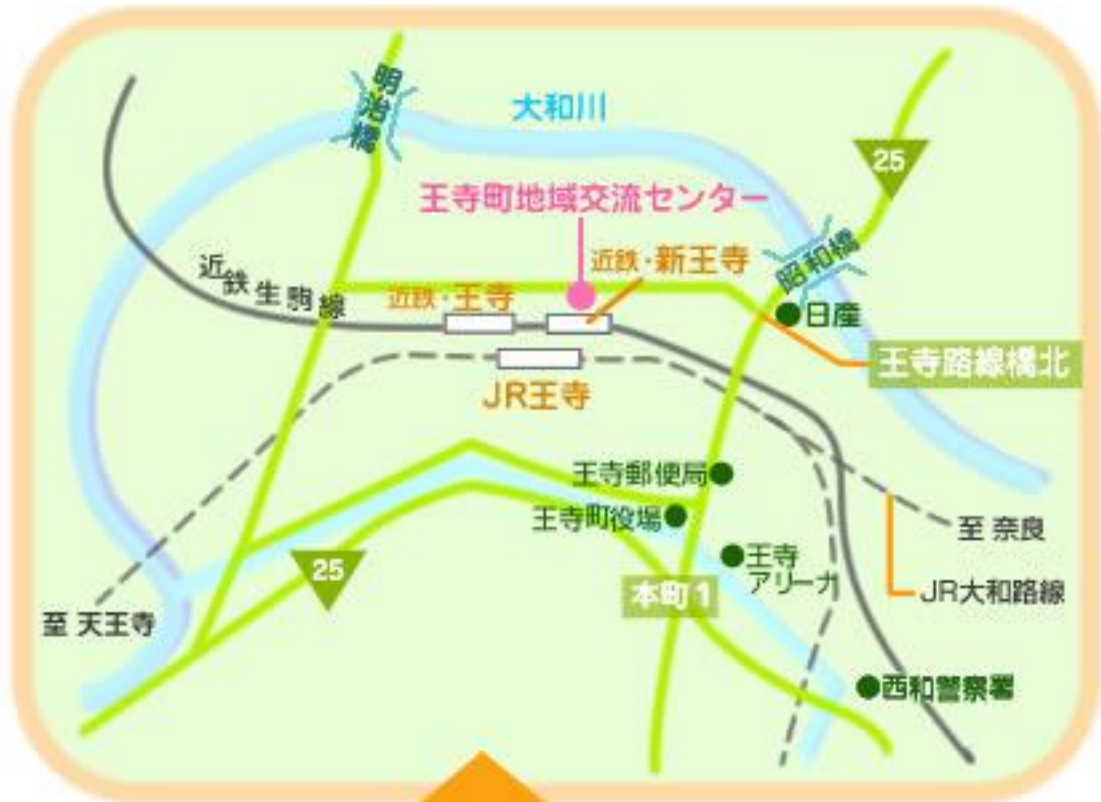 明治橋
大和川
25
王寺町地域交流センター
昭和橋
近鉄・新王寺
近鉄生駒線
近鉄・王寺
日産
王寺路線橋北
JR王寺
王寺郵便局
王寺町役場
至 奈良
王寺
アリーナ
25
本町1
JR大和路線
至 天王寺
西和警察署